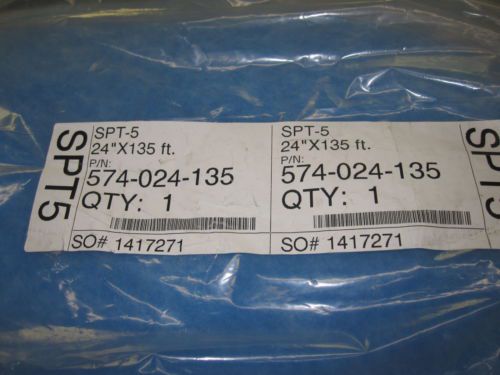 SPT5
SPT-5
24"X135 ft.
P/N:
574-024-135
QTY: 1
SO# 1417271
SPT-5
24"X135 ft.
P/N:
574-024-135
QTY: 1
SO# 1417271
SPT5